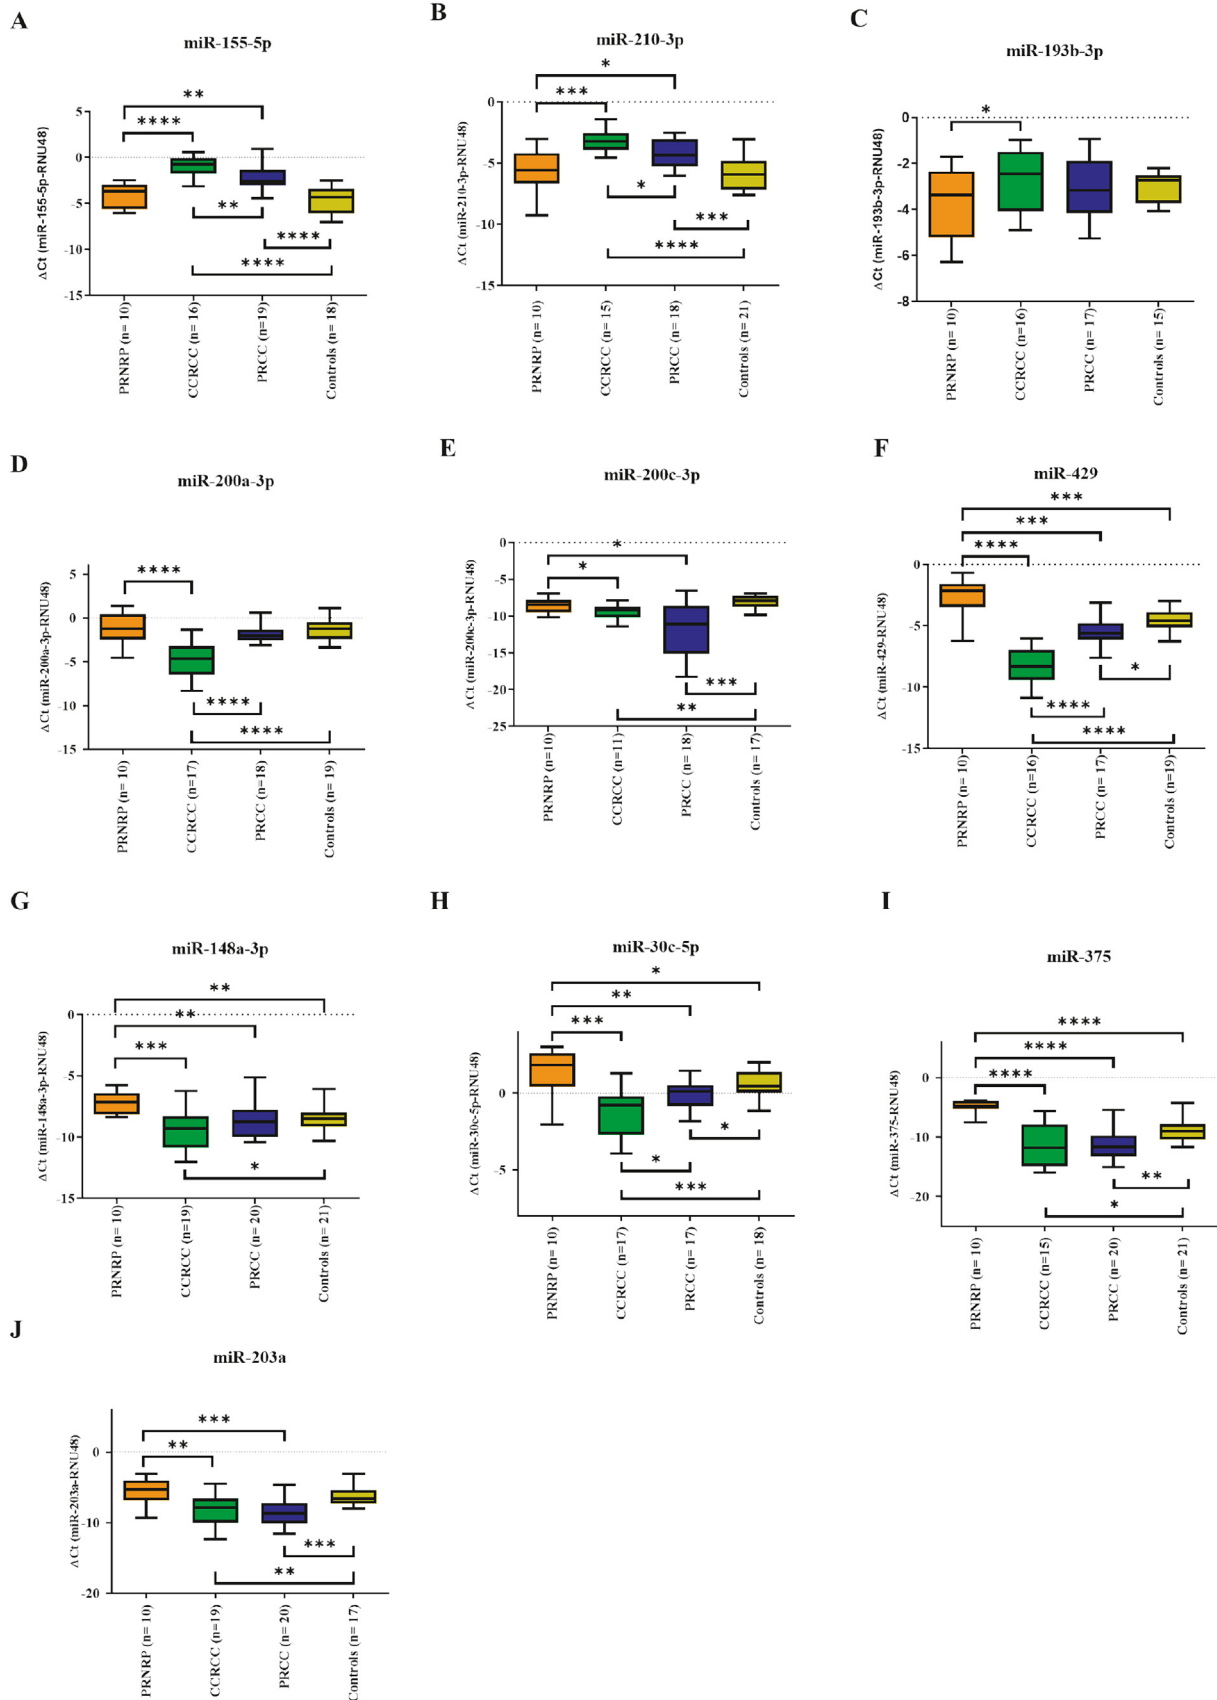 A
miR-155-5p
ΔCt (miR-155-5p-RNU48)
5
0
-5
-10
-15
**
****
**
****
****
PRNRP (n= 10)
CCRCC (n= 16)
PRCC (n=19)
Controls (n= 18)
B
miR-210-3p
ΔCt (miR-210-3p-RNU48)
0
-5
-10
-15
*
***
*
***
****
PRNRP (n= 10)
CCRCC (n= 15)
PRCC (n= 18)
Controls (n= 21)
C
miR-193b-3p
ΔCt (miR-193b-3p-RNU48)
0
-2
-4
-6
-8
*
PRNRP (n= 10)
CCRCC (n=16)
PRCC (n= 17)
Controls (n= 15)
D
miR-200a-3p
ΔCt (miR-200a-3p-RNU48)
5
0
-5
-10
-15
****
****
****
PRNRP (n= 10)
CCRCC (n=17)
PRCC (n=18)
Controls (n= 19)
E
miR-200c-3p
ΔCt (miR-200c-3p-RNU48)
0
-5
-10
-15
-20
-25
*
*
***
**
PRNRP (n=10)
CCRCC (n=11)
PRCC (n= 18)
Controls (n= 17)
F
miR-429
ΔCt (miR-429-RNU48)
0
-5
-10
-15
***
***
****
*
****
****
PRNRP (n= 10)
CCRCC (n=16)
PRCC (n= 17)
Controls (n=19)
G
miR-148a-3p
ΔCt (miR-148a-3p-RNU48)
0
-5
-10
-15
**
**
***
*
PRNRP (n= 10)
CCRCC (n=19)
PRCC (n= 20)
Controls (n= 21)
H
miR-30c-5p
ΔCt (miR-30c-5p-RNU48)
0
-5
*
**
***
*
*
***
PRNRP (n= 10)
CCRCC (n=17)
PRCC (n= 17)
Controls (n= 18)
I
miR-375
ΔCt (miR-375-RNU48)
0
-10
-20
****
****
****
**
*
PRNRP (n= 10)
CCRCC (n=15)
PRCC (n= 20)
Controls (n= 21)
J
miR-203a
ΔCt (miR-203a-RNU48)
0
-10
-20
***
**
***
**
PRNRP (n= 10)
CCRCC (n=19)
PRCC (n= 20)
Controls (n= 17)